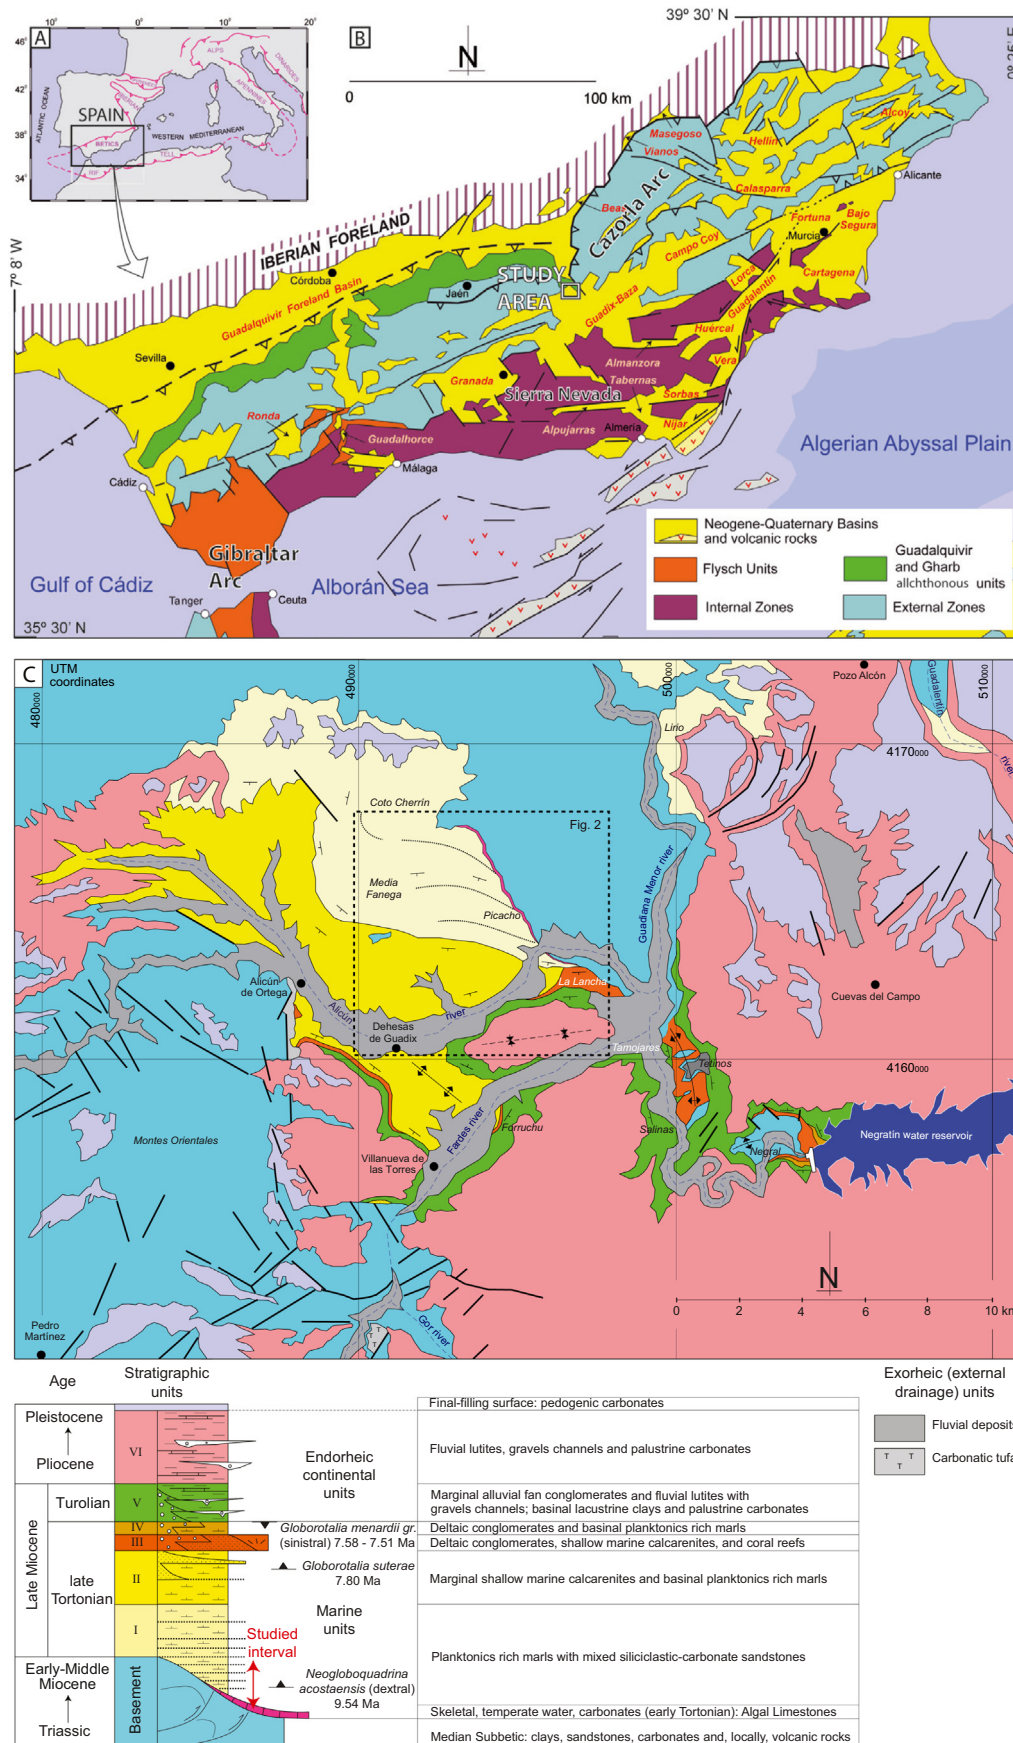 A
10°
0°
10°
20°
46°
42°
38°
34°
ATLANTIC OCEAN
ALPS
DINARIDES
APENNINES
IBERIAN
SPAIN
BETICS
WESTERN MEDITERRANEAN
RIF
TELL
B
N
0
100 km
39° 30' N
7° 8' W
35° 30' N
IBERIAN FORELAND
Guadalquivir Foreland Basin
Córdoba
Jaén
Sevilla
Cádiz
STUDY
AREA
Cazorla Arc
Masegoso
Vianos
Beas
Hellín
Alcoy
Calasparra
Alicante
Campo Coy
Fortuna
Bajo
Segura
Murcia
Lorca
Guadalentín
Cartagena
Guadix-Baza
Huércal
Vera
Almanzora
Tabernas
Sorbas
Granada
Sierra Nevada
Alpujarras
Almería
Níjar
Ronda
Guadalhorce
Málaga
Gibraltar
Arc
Gulf of Cádiz
Alborán Sea
Algerian Abyssal Plain
Tanger
Ceuta
Neogene-Quaternary Basins
and volcanic rocks
Flysch Units
Guadalquivir
and Gharb
allchthonous units
Internal Zones
External Zones
C
UTM
coordinates
480000
490000
500000
510000
4170000
4160000
Pozo Alcón
Guadalentín
river
Lirio
Coto Cherrín
Fig. 2
Media
Fanega
Picacho
Guadiana Menor river
Alicún
de Ortega
Alicún
river
La Lancha
Cuevas del Campo
Dehesas
de Guadix
Tamojares
Tetinos
Montes Orientales
Fardes river
Forruchu
Salinas
Negral
Negratín water reservoir
Villanueva de
las Torres
N
0 2 4 6 8 10 km
Pedro
Martínez
Gor river
T T
T
Age
Stratigraphic
units
Exorheic (external
drainage) units
Fluvial deposits
T T
T
Carbonatic tufa
Pleistocene
Pliocene
VI
Endorheic
continental
units
Final-filling surface: pedogenic carbonates
Fluvial lutites, gravels channels and palustrine carbonates
Late Miocene
Turolian
V
Marginal alluvial fan conglomerates and fluvial lutites with
gravels channels; basinal lacustrine clays and palustrine carbonates
late
Tortonian
IV
Globorotalia menardii gr.
(sinistral) 7.58 - 7.51 Ma
Deltaic conglomerates and basinal planktonics rich marls
III
Deltaic conglomerates, shallow marine calcarenites, and coral reefs
II
Globorotalia suterae
7.80 Ma
Marginal shallow marine calcarenites and basinal planktonics rich marls
I
Marine
units
Studied
interval
Planktonics rich marls with mixed siliciclastic-carbonate sandstones
Early-Middle
Miocene
Triassic
Basement
Neogloboquadrina
acostaensis (dextral)
9.54 Ma
Skeletal, temperate water, carbonates (early Tortonian): Algal Limestones
Median Subbetic: clays, sandstones, carbonates and, locally, volcanic rocks